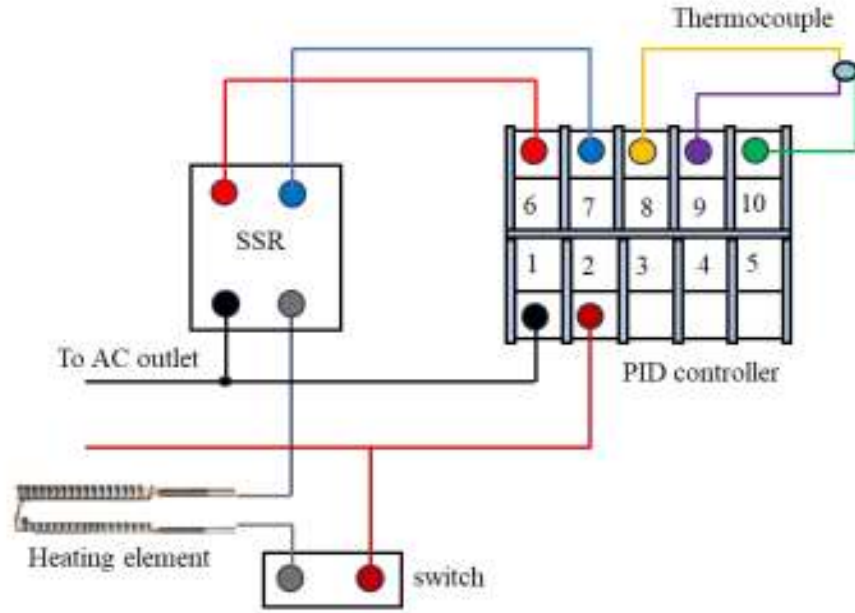 Thermocouple
6 7 8 9 10
SSR
1 2 3 4 5
To AC outlet
PID controller
Heating element
switch